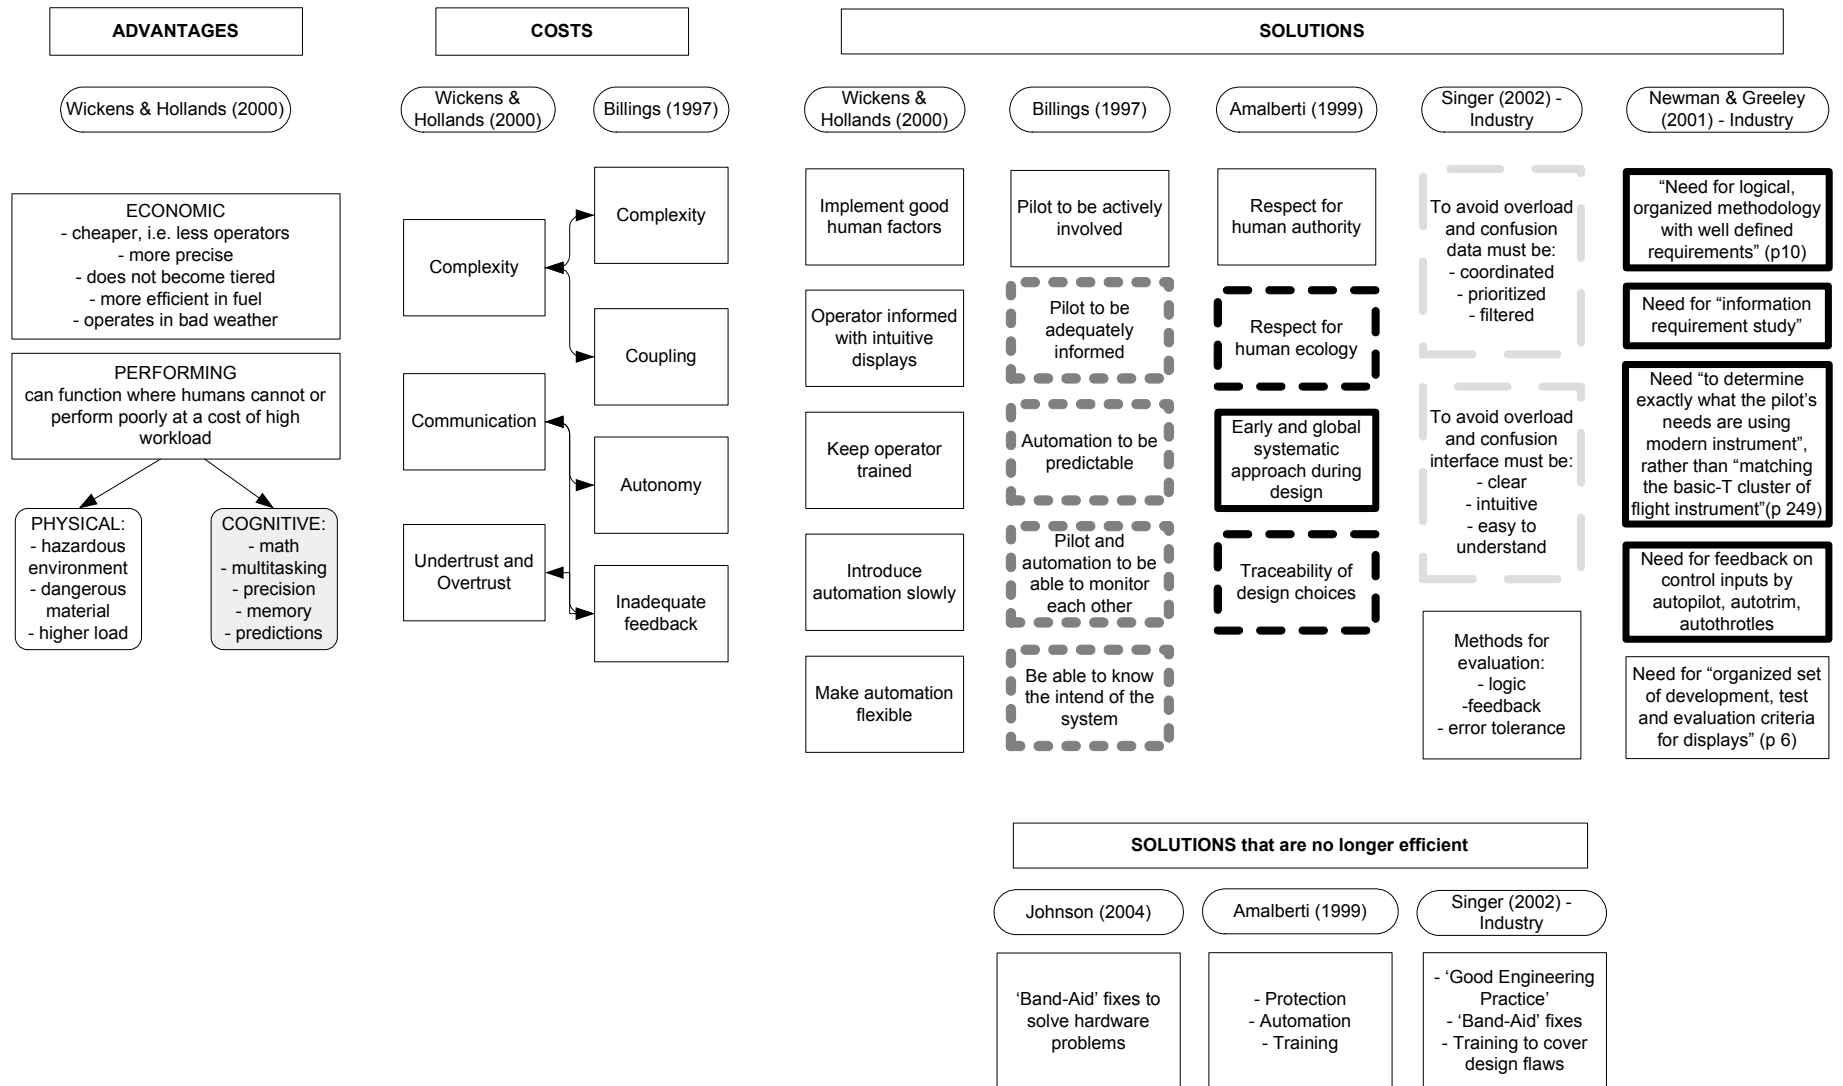 ADVANTAGES
Wickens & Hollands (2000)
ECONOMIC
- cheaper, i.e. less operators
- more precise
- does not become tiered
- more efficient in fuel
- operates in bad weather
PERFORMING
can function where humans cannot or
perform poorly at a cost of high
workload
PHYSICAL:
- hazardous
environment
- dangerous
material
- higher load
COGNITIVE:
- math
- multitasking
- precision
- memory
- predictions
COSTS
Wickens &
Hollands (2000)
Complexity
Communication
Undertrust and
Overtrust
Billings (1997)
Complexity
Coupling
Autonomy
Inadequate
feedback
SOLUTIONS
Wickens &
Hollands (2000)
Implement good
human factors
Operator informed
with intuitive
displays
Keep operator
trained
Introduce
automation slowly
Make automation
flexible
Billings (1997)
Pilot to be actively
involved
Pilot to be
adequately
informed
Automation to be
predictable
Pilot and
automation to be
able to monitor
each other
Be able to know
the intend of the
system
Amalberti (1999)
Respect for
human authority
Respect for
human ecology
Early and global
systematic
approach during
design
Traceability of
design choices
Singer (2002) -
Industry
To avoid overload
and confusion
data must be:
- coordinated
- prioritized
- filtered
To avoid overload
and confusion
interface must be:
- clear
- intuitive
- easy to
understand
Methods for
evaluation:
- logic
-feedback
- error tolerance
Newman & Greeley
(2001) - Industry
“Need for logical,
organized methodology
with well defined
requirements” (p10)
Need for “information
requirement study”
Need “to determine
exactly what the pilot’s
needs are using
modern instrument”,
rather than “matching
the basic-T cluster of
flight instrument”(p 249)
Need for feedback on
control inputs by
autopilot, autotrim,
autothrotles
Need for “organized set
of development, test
and evaluation criteria
for displays” (p 6)
SOLUTIONS that are no longer efficient
Johnson (2004)
‘Band-Aid’ fixes to
solve hardware
problems
Amalberti (1999)
- Protection
- Automation
- Training
Singer (2002) -
Industry
- ‘Good Engineering
Practice’
- ‘Band-Aid’ fixes
- Training to cover
design flaws